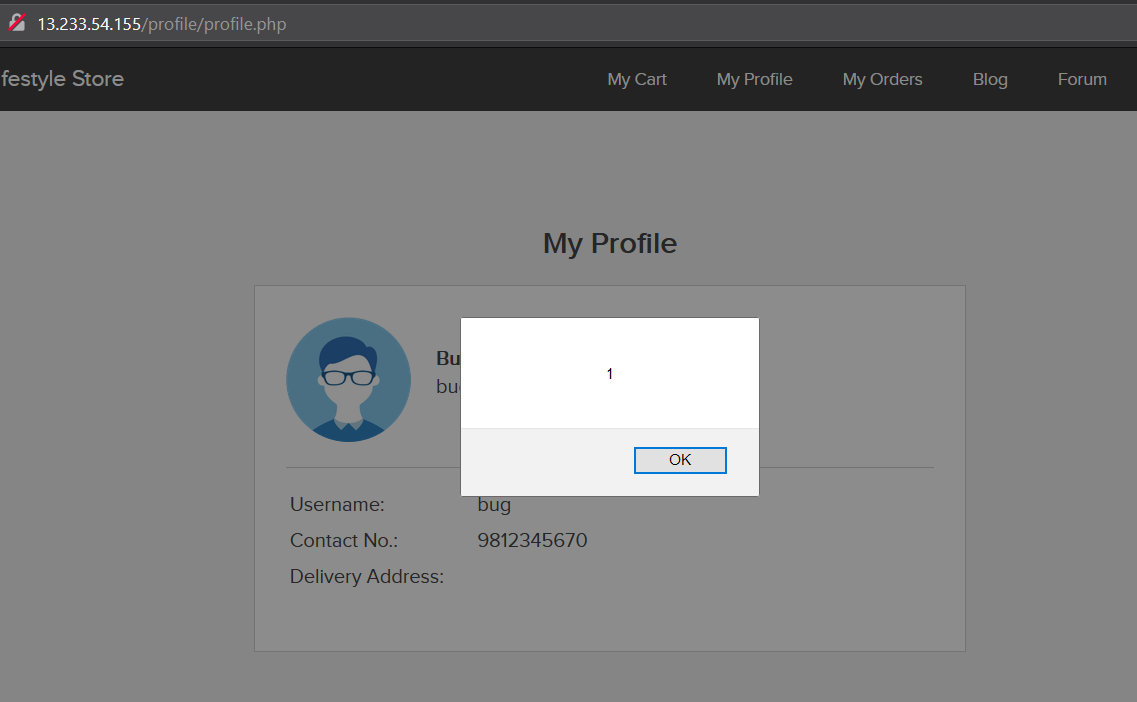 13.233.54.155/profile/profile.php
festyle Store My Cart My Profile My Orders Blog Forum
My Profile
1
OK
Username: bug
Contact No.: 9812345670
Delivery Address: